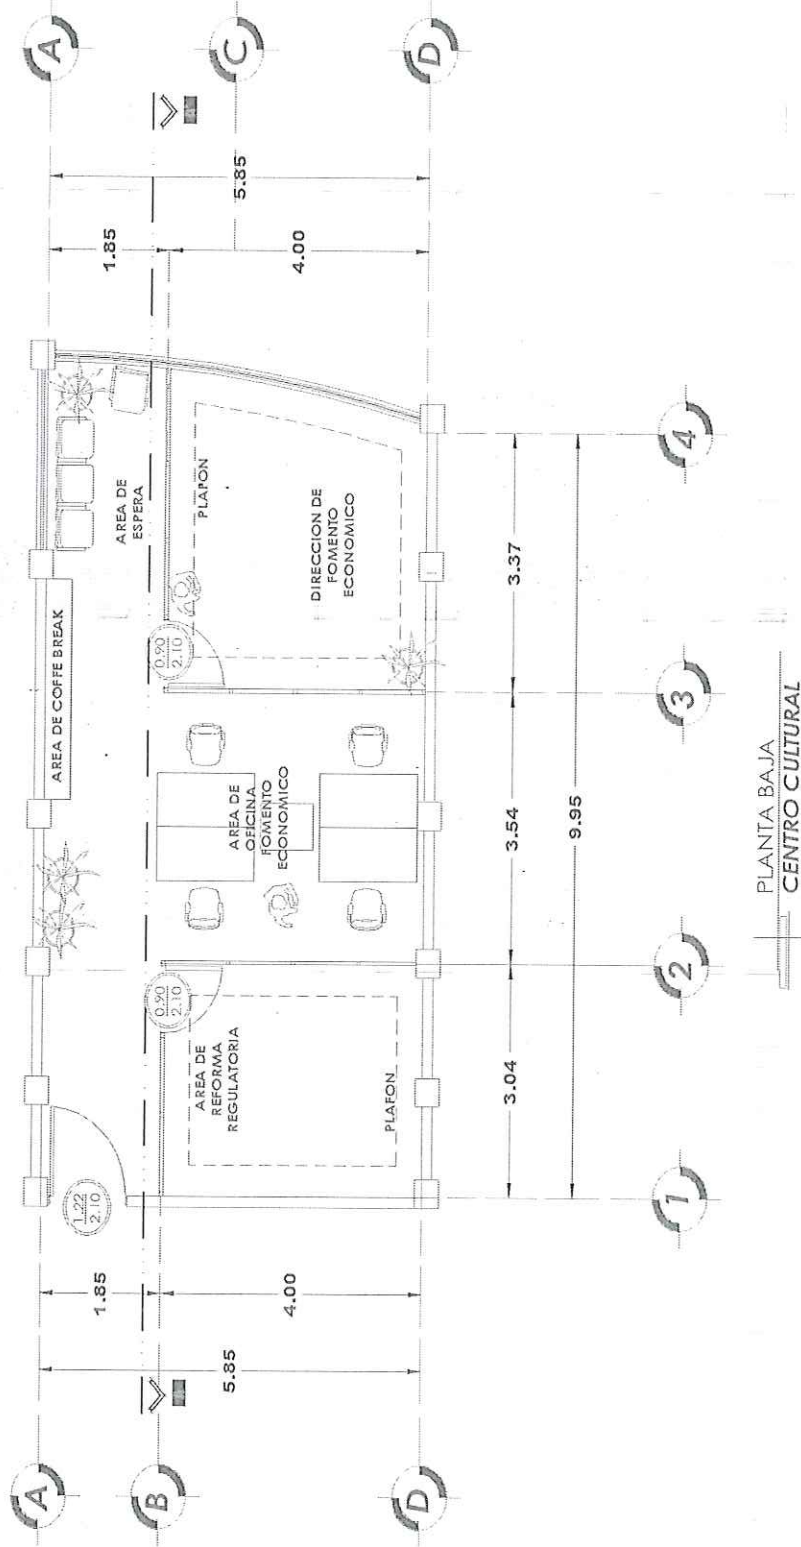 A
C
D
5.85
1.85
4.00
AREA DE COFFE BREAK
AREA DE
ESPERA
PLAFON
0.90
2.10
DIRECCION DE
FOMENTO
ECONOMICO
AREA DE
OFICINA
FOMENTO
ECONOMICO
0.90
2.10
AREA DE
REFORMA
REGULATORIA
PLAFON
1.22
2.10
1.85
4.00
5.85
A
B
D
3.04
3.54
3.37
9.95
1
2
3
4
PLANTA BAJA
CENTRO CULTURAL